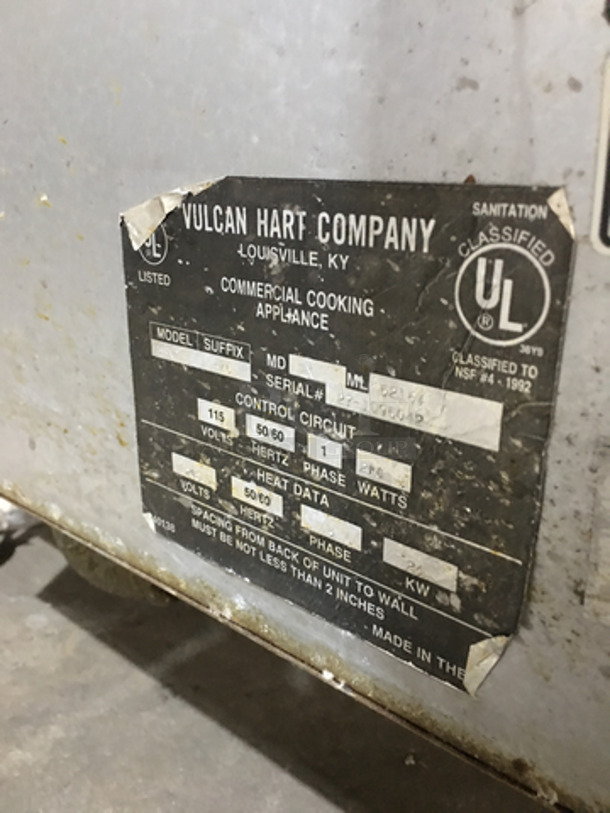 VULCAN HART COMPANY
LOUISVILLE, KY
UL
LISTED
SANITATION
CLASSIFIED
UL
36Y9
CLASSIFIED TO
NSF #4 - 1992
COMMERCIAL COOKING
APPLIANCE
MODEL SUFFIX
MD ML
SERIAL#
CONTROL CIRCUIT
115 50/60 1
VOLTS HERTZ PHASE WATTS
HEAT DATA
50/60
VOLTS HERTZ PHASE KW
SPACING FROM BACK OF UNIT TO WALL
MUST BE NOT LESS THAN 2 INCHES
MADE IN THE